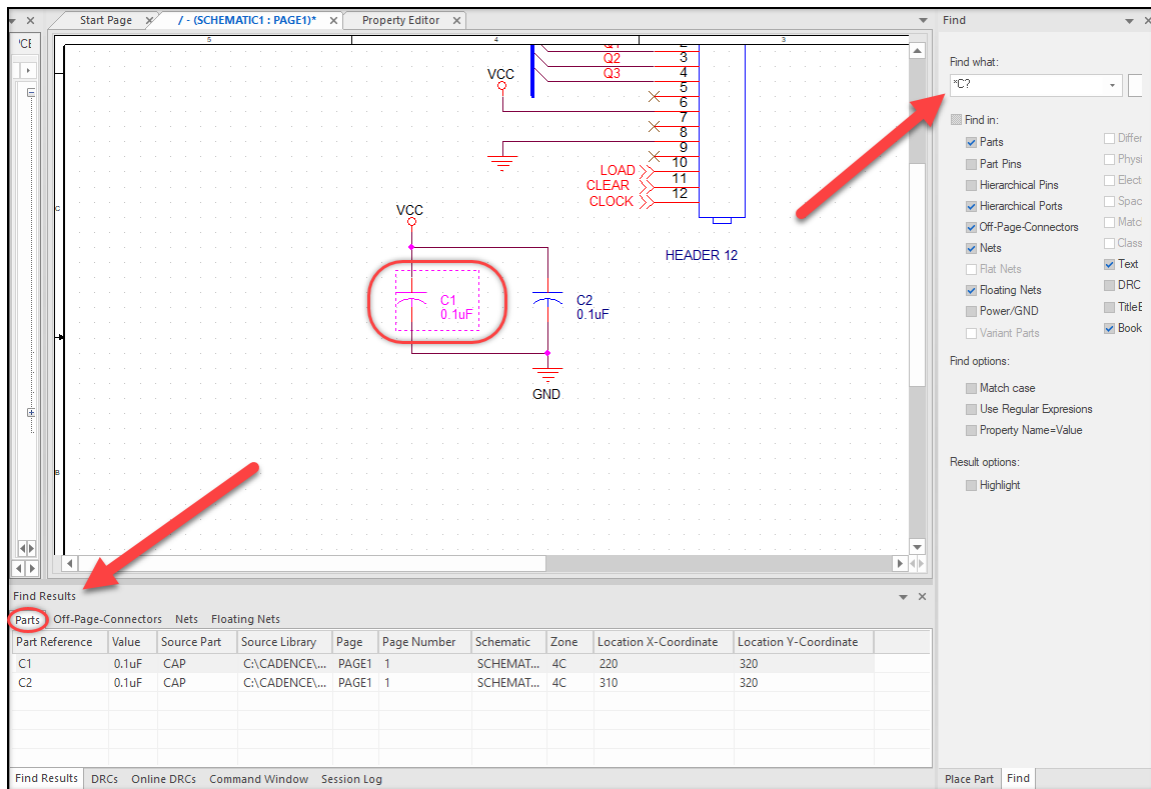 Start Page
/ - (SCHEMATIC1 : PAGE1)*
Property Editor
Find
5
4
3
C
B
Q2
Q3
2
3
4
5
6
7
8
9
10
11
12
VCC
LOAD
CLEAR
CLOCK
HEADER 12
VCC
C1
0.1uF
C2
0.1uF
GND
Find what:
*C?
Find in:
Parts
Part Pins
Hierarchical Pins
Hierarchical Ports
Off-Page-Connectors
Nets
Flat Nets
Floating Nets
Power/GND
Variant Parts
Differ
Physi
Elect
Spac
Matc
Class
Text
DRC
TitleE
Book
Find options:
Match case
Use Regular Expresions
Property Name=Value
Result options:
Highlight
Find Results
Parts Off-Page-Connectors Nets Floating Nets
Part Reference Value Source Part Source Library Page Page Number Schematic Zone Location X-Coordinate Location Y-Coordinate
C1 0.1uF CAP C:\CADENCE\... PAGE1 1 SCHEMAT... 4C 220 320
C2 0.1uF CAP C:\CADENCE\... PAGE1 1 SCHEMAT... 4C 310 320
Find Results DRCs Online DRCs Command Window Session Log
Place Part Find